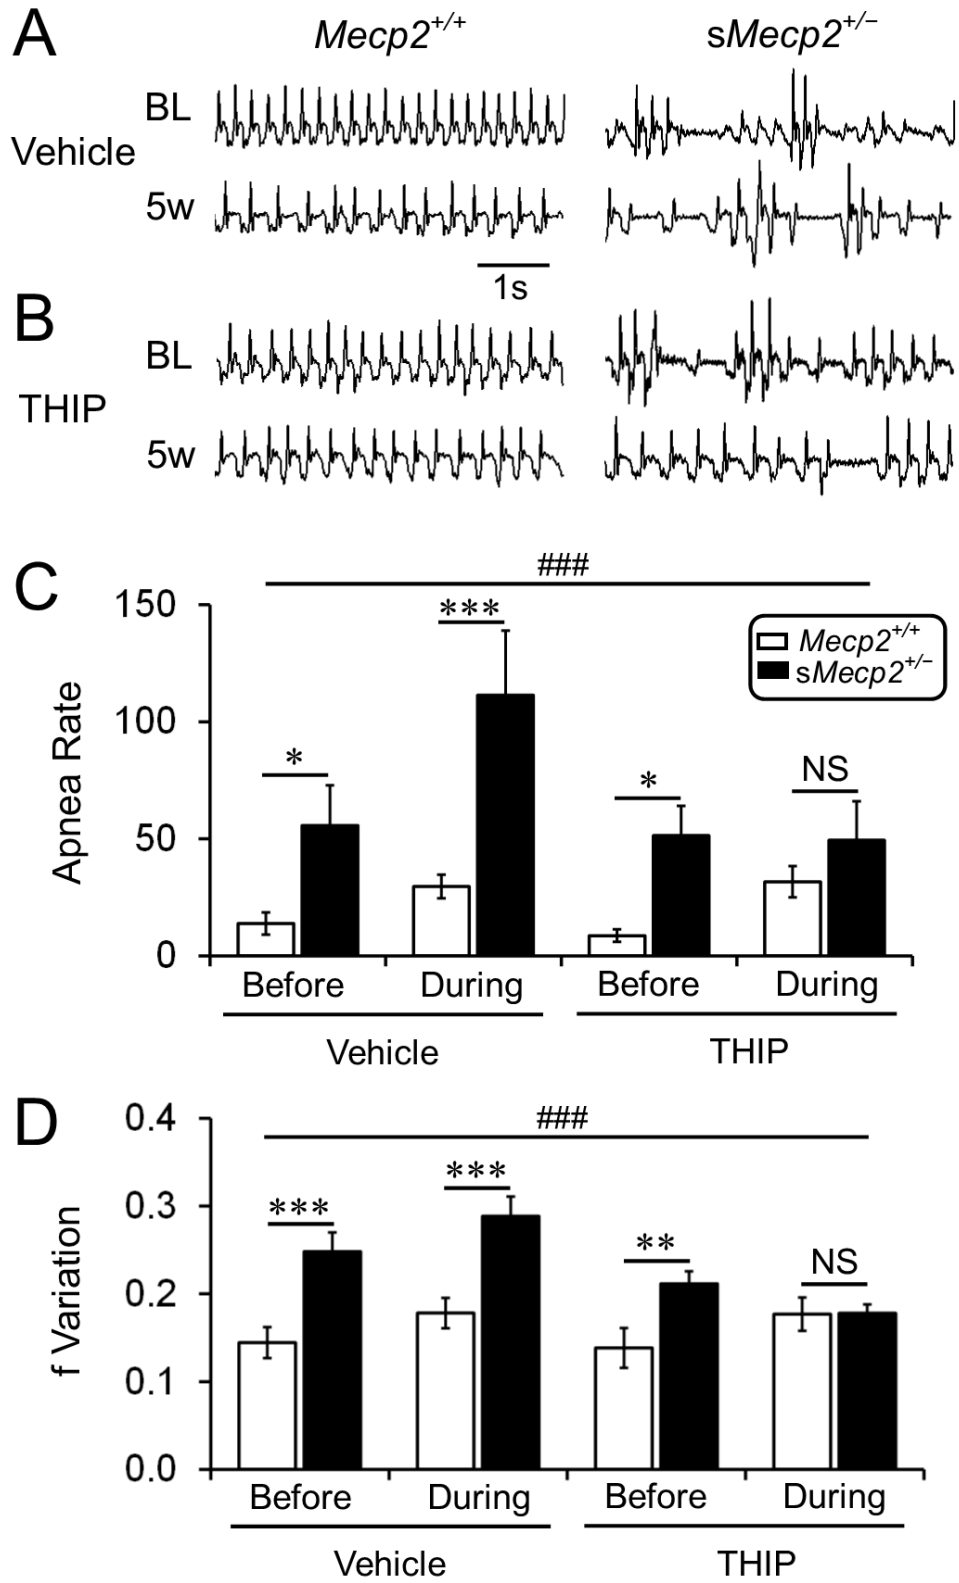 A
Mecp2+/+
sMecp2+/−
BL
Vehicle
5w
1s
B
BL
THIP
5w
C
###
150
100
50
0
Apnea Rate
*
***
*
NS
Mecp2+/+
sMecp2+/−
Before
During
Before
During
Vehicle
THIP
D
###
0.4
0.3
0.2
0.1
0.0
f Variation
***
***
**
NS
Before
During
Before
During
Vehicle
THIP